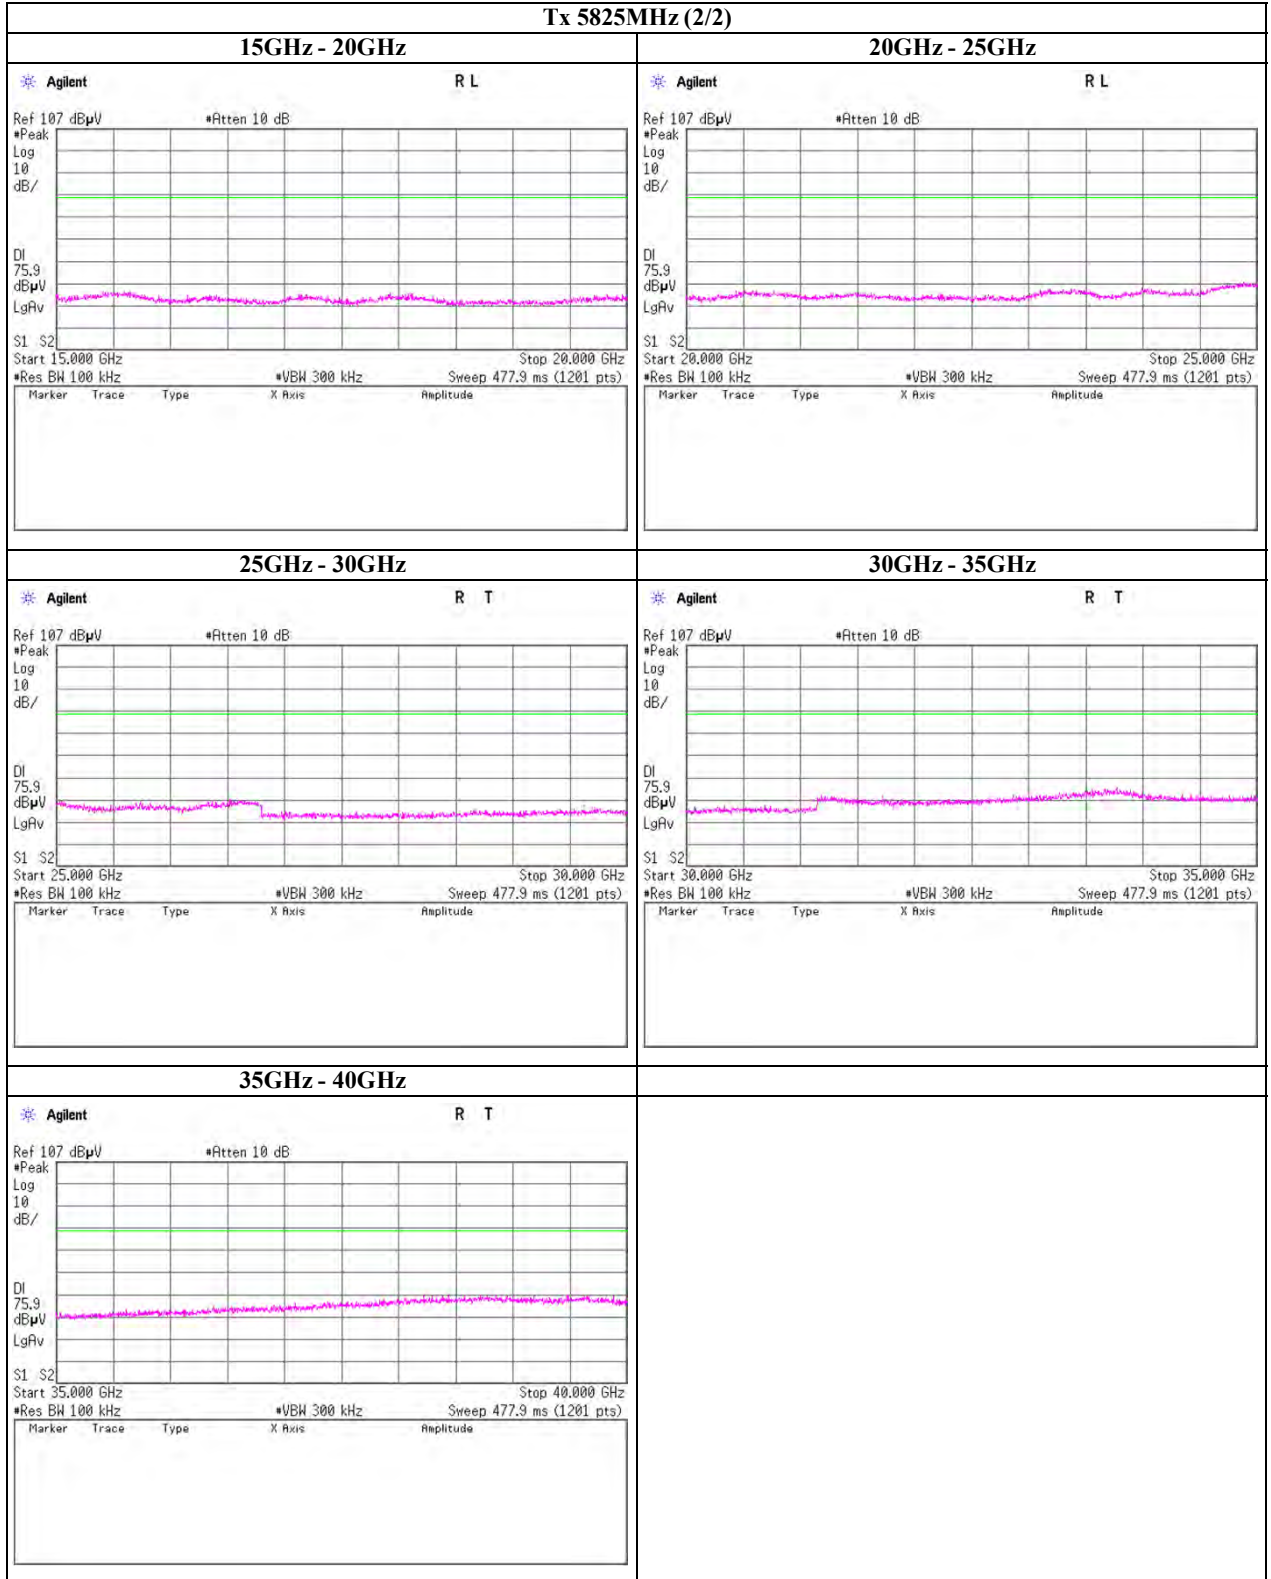 Tx 5825MHz (2/2)
15GHz - 20GHz
20GHz - 25GHz
Agilent R L
Ref 107 dBµV #Atten 10 dB
#Peak
Log
10
dB/
DI
75.9
dBµV
LgAv
S1 S2
Start 15.000 GHz Stop 20.000 GHz
#Res BW 100 kHz #VBW 300 kHz Sweep 477.9 ms (1201 pts)
Marker Trace Type X Axis Amplitude
Agilent R L
Ref 107 dBµV #Atten 10 dB
#Peak
Log
10
dB/
DI
75.9
dBµV
LgAv
S1 S2
Start 20.000 GHz Stop 25.000 GHz
#Res BW 100 kHz #VBW 300 kHz Sweep 477.9 ms (1201 pts)
Marker Trace Type X Axis Amplitude
25GHz - 30GHz
30GHz - 35GHz
Agilent R T
Ref 107 dBµV #Atten 10 dB
#Peak
Log
10
dB/
DI
75.9
dBµV
LgAv
S1 S2
Start 25.000 GHz Stop 30.000 GHz
#Res BW 100 kHz #VBW 300 kHz Sweep 477.9 ms (1201 pts)
Marker Trace Type X Axis Amplitude
Agilent R T
Ref 107 dBµV #Atten 10 dB
#Peak
Log
10
dB/
DI
75.9
dBµV
LgAv
S1 S2
Start 30.000 GHz Stop 35.000 GHz
#Res BW 100 kHz #VBW 300 kHz Sweep 477.9 ms (1201 pts)
Marker Trace Type X Axis Amplitude
35GHz - 40GHz
Agilent R T
Ref 107 dBµV #Atten 10 dB
#Peak
Log
10
dB/
DI
75.9
dBµV
LgAv
S1 S2
Start 35.000 GHz Stop 40.000 GHz
#Res BW 100 kHz #VBW 300 kHz Sweep 477.9 ms (1201 pts)
Marker Trace Type X Axis Amplitude